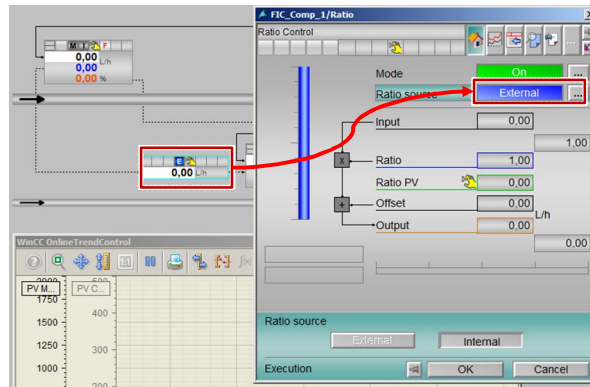 M I F
0,00 L/h
0,00
0,00 %
E
0,00 L/h
FIC_Comp_1/Ratio
Ratio Control
Mode On ...
Ratio source External ...
Input 0,00
1,00
x Ratio 1,00
Ratio PV 0,00
+ Offset 0,00
L/h
Output 0,00
0,00
Ratio source
External Internal
Execution OK Cancel
WinCC OnlineTrendControl
f(x)
PV M... PV C...
1750
1500
1250
1000
400
300
200